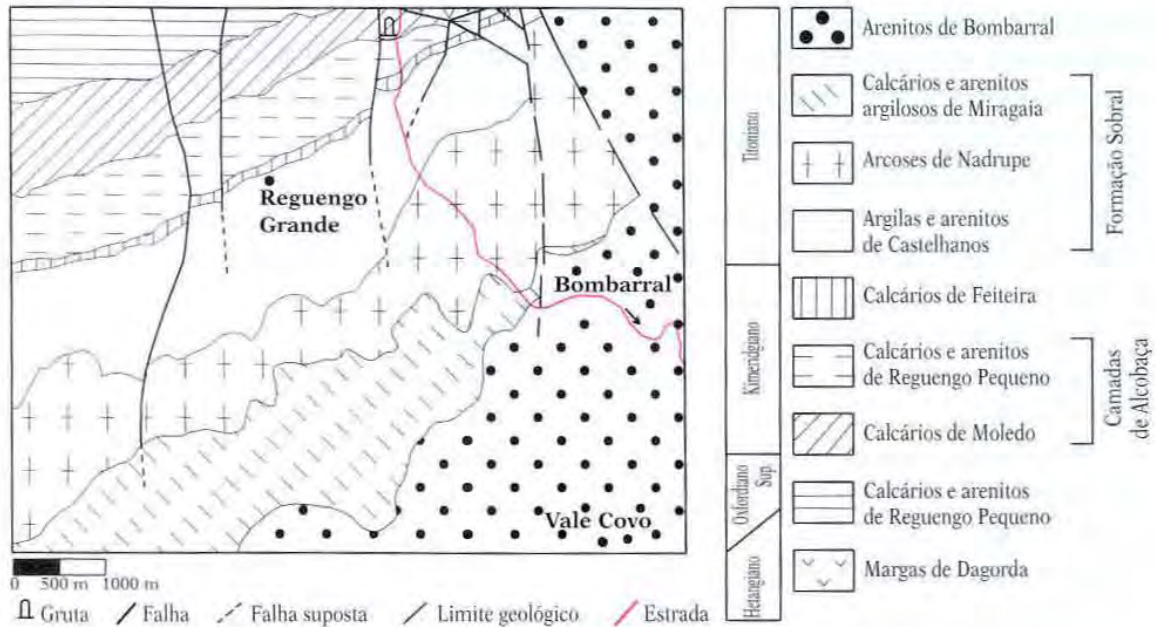 Reguengo
Grande
Bombarral
Vale Covo
0 500 m 1000 m
Gruta Falha Falha suposta Limite geológico Estrada
Titoniano
Kimeridgiano
Oxfordiano
Sup.
Hetangiano
Arenitos de Bombarral
Calcários e arenitos
argilosos de Miragaia
Arcoses de Nadrupe
Argilas e arenitos
de Castelhanos
Formação Sobral
Calcários de Feiteira
Calcários e arenitos
de Reguengo Pequeno
Calcários de Moledo
Camadas
de Alcobaça
Calcários e arenitos
de Reguengo Pequeno
Margas de Dagorda